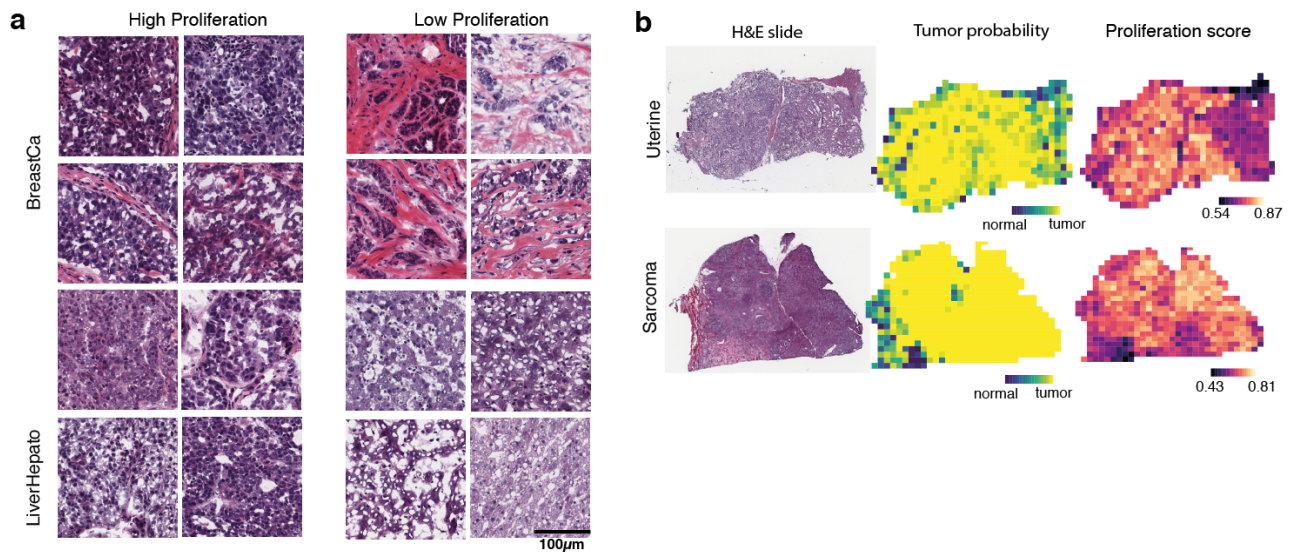 a
High Proliferation
Low Proliferation
BreastCa
LiverHepato
100µm
b
H&E slide
Tumor probability
Proliferation score
Uterine
normal tumor
0.54 0.87
Sarcoma
normal tumor
0.43 0.81